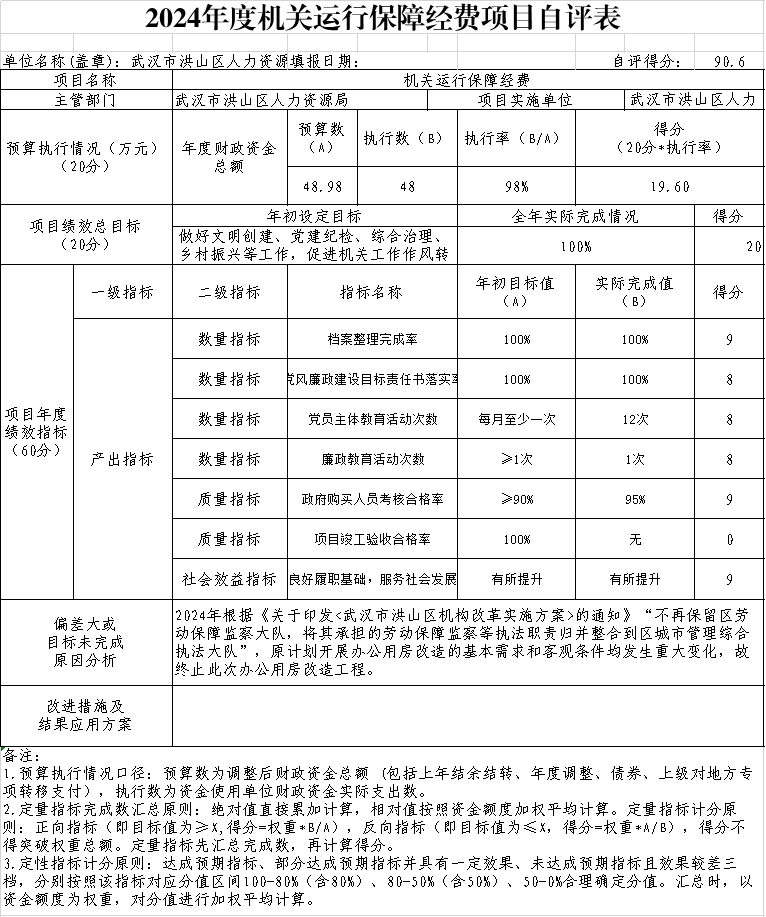 2024年度机关运行保障经费项目自评表
单位名称(盖章): 武汉市洪山区人力资源填报日期: 自评得分: 90.6
项目名称 机关运行保障经费
主管部门 武汉市洪山区人力资源局 项目实施单位 武汉市洪山区人力
预算执行情况（万元）
（20分）
年度财政资金
总额
预算数
（A）
执行数（B）
执行率（B/A）
得分
（20分*执行率）
48.98 48 98% 19.60
项目绩效总目标
（20分）
年初设定目标 全年实际完成情况 得分
做好文明创建、党建纪检、综合治理、
乡村振兴等工作，促进机关工作作风转
100% 20
项目年度
绩效指标
（60分）
一级指标 二级指标 指标名称
年初目标值
（A）
实际完成值
（B）
得分
产出指标
数量指标 档案整理完成率 100% 100% 9
数量指标 党风廉政建设目标责任书落实率 100% 100% 8
数量指标 党员主体教育活动次数 每月至少一次 12次 8
数量指标 廉政教育活动次数 ≥1次 1次 8
质量指标 政府购买人员考核合格率 ≥90% 95% 9
质量指标 项目竣工验收合格率 100% 无 0
社会效益指标 良好履职基础，服务社会发展 有所提升 有所提升 9
偏差大或
目标未完成
原因分析
2024年根据《关于印发<武汉市洪山区机构改革实施方案>的通知》“不再保留区劳
动保障监察大队，将其承担的劳动保障监察等执法职责归并整合到区城市管理综合
执法大队”，原计划开展办公用房改造的基本需求和客观条件均发生重大变化，故
终止此次办公用房改造工程。
改进措施及
结果应用方案
备注：
1.预算执行情况口径：预算数为调整后财政资金总额（包括上年结余结转、年度调整、债券、上级对地方专
项转移支付），执行数为资金使用单位财政资金实际支出数。
2.定量指标完成数汇总原则：绝对值直接累加计算，相对值按照资金额度加权平均计算。定量指标计分原
则：正向指标（即目标值为≥X,得分=权重*B/A），反向指标（即目标值为≤X，得分=权重*A/B），得分不
得突破权重总额。定量指标先汇总完成数，再计算得分。
3.定性指标计分原则：达成预期指标、部分达成预期指标并具有一定效果、未达成预期指标且效果较差三
档，分别按照该指标对应分值区间100-80%（含80%）、80-50%（含50%）、50-0%合理确定分值。汇总时，以
资金额度为权重，对分值进行加权平均计算。